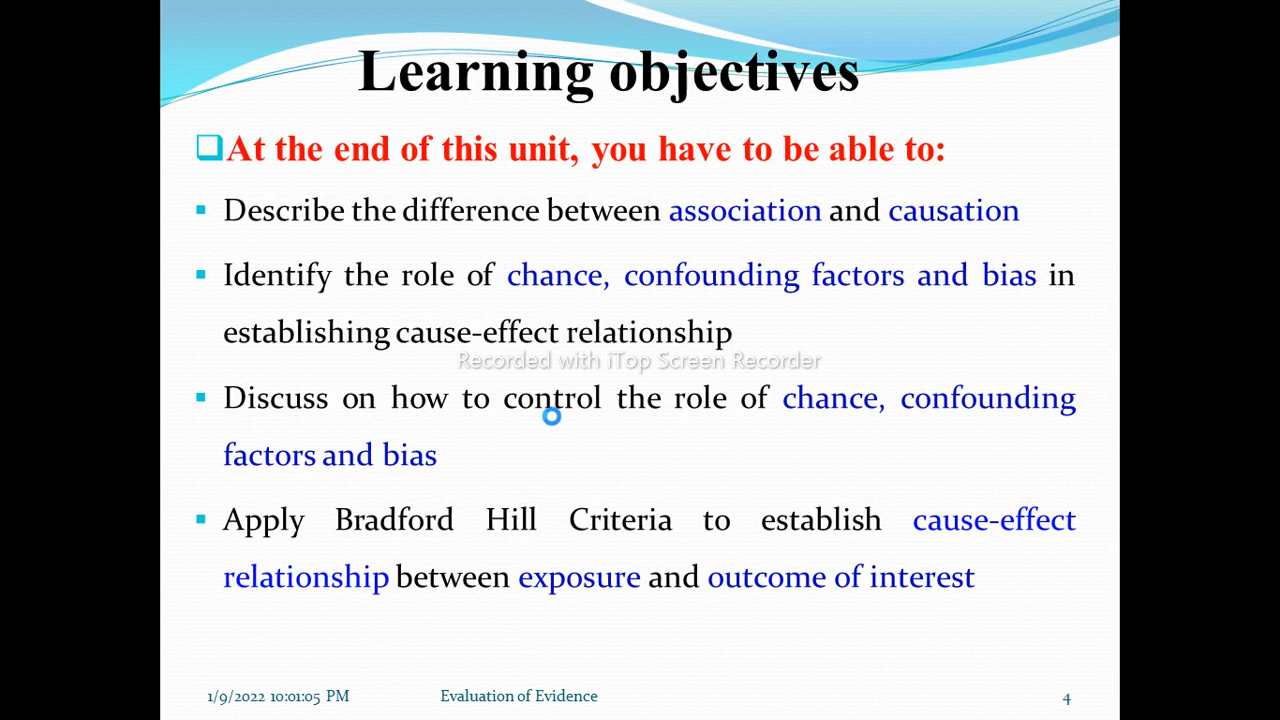 Learning objectives
At the end of this unit, you have to be able to:
Describe the difference between association and causation
Identify the role of chance, confounding factors and bias in
establishing cause-effect relationship
Recorded with iTop Screen Recorder
Discuss on how to control the role of chance, confounding
factors and bias
Apply Bradford Hill Criteria to establish cause-effect
relationship between exposure and outcome of interest
1/9/2022 10:01:05 PM Evaluation of Evidence 4